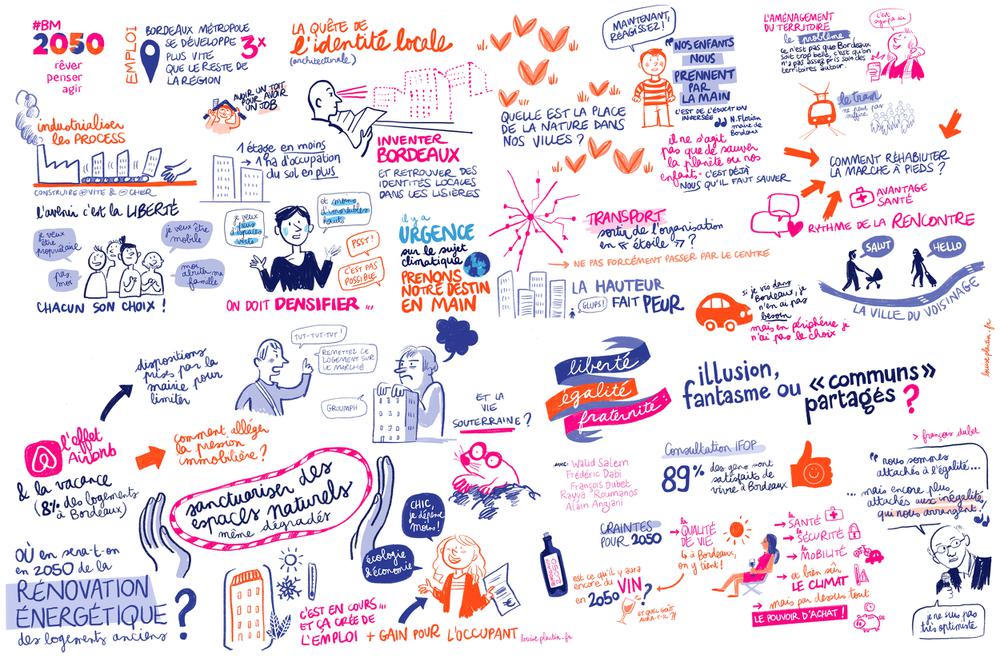 #BM
2050
rêver
penser
agir
EMPLOI
BORDEAUX MÉTROPOLE
SE DÉVELOPPE 3x
PLUS VITE
QUE LE RESTE DE
LA RÉGION
AVOIR UN TOIT
POUR AVOIR
UN JOB
LA QUÊTE DE
l'identité locale
(architecturale)
industrialiser
les PROCESS
CONSTRUIRE + VITE & - CHER
1 étage en moins
→ 1 ha d'occupation
du sol en plus
INVENTER
BORDEAUX
ET RETROUVER DES
IDENTITÉS LOCALES
DANS LES LISIÈRES
l'avenir c'est la LIBERTÉ
je veux
être
propriétaire
je veux être
mobile
pas
moi
moi
famille
CHACUN SON CHOIX !
je veux
et
PSST!
C'EST PAS
POSSIBLE
ON DOIT DENSIFIER ...
il y a
URGENCE
sur le sujet
climatique
PRENONS
NOTRE DESTIN
EN MAIN
QUELLE EST LA PLACE
DE LA NATURE DANS
NOS VILLES ?
MAINTENANT,
RÉAGISSEZ !
"NOS ENFANTS
NOUS
PRENNENT
PAR
LA MAIN
C'EST DE L'ÉDUCATION
INVERSÉE"
N. Florian
maire de
Bordeaux
il ne s'agit
pas que de sauver
la planète ou nos
enfants. C'EST DÉJÀ
NOUS QU'IL FAUT SAUVER
TRANSPORT
sortir de l'organisation
en « étoile » ?
→ NE PAS FORCÉMENT PASSER PAR LE CENTRE
LA HAUTEUR
FAIT PEUR
GLUPS!
si je vis dans
Bordeaux, je
n'en ai pas
besoin
mais en périphérie je
n'ai pas le choix
L'AMÉNAGEMENT
DU TERRITOIRE
le problème
ce n'est pas que Bordeaux
soit trop belle, c'est qu'on
n'a pas assez pris soin des
territoires autour.
c'est
sympa ici
le tram
ne peut pas
suffire
COMMENT RÉHABILITER
LA MARCHE À PIEDS ?
AVANTAGE
SANTÉ
RYTHME DE LA RENCONTRE
SALUT
HELLO
LA VILLE DU VOISINAGE
louise plantin.fr
dispositions
prises par la
mairie pour
limiter
TUT-TUT-TUT!
REMETTEZ CE
LOGEMENT SUR
LE MARCHÉ
GROUMPH
l'effet
Airbnb
comment alléger
la pression
immobilière ?
& la vacance
(8% des logements
à Bordeaux)
sanctuariser les
espaces naturels
même dégradés
ET LA
VIE
SOUTERRAINE ?
OÙ en sera-t-on
en 2050 de la
RÉNOVATION
ÉNERGÉTIQUE ?
des logements anciens
CHIC,
je dépense
moins !
écologie
& économie
C'EST EN COURS...
ET ÇA CRÉE DE
L'EMPLOI + GAIN POUR L'OCCUPANT
louise plantin.fr
liberté
égalité
fraternité
illusion,
fantasme ou « communs »
partagés ?
avec: Walid Salem
Frédéric Dabi
François Dubet
Rayya Roumanos
Alain Anziani
Consultation IFOP
89% des gens sont
satisfaits de
vivre à Bordeaux
> françois dubet
"nous sommes
attachés à l'égalité...
... mais encore plus
attachés aux inégalités
qui nous arrangent."
je ne suis pas
très optimiste
CRAINTES
POUR 2050
la QUALITÉ
DE VIE
à Bordeaux,
on y tient !
la SANTÉ
la SÉCURITÉ
la MOBILITÉ
et bien sûr
LE CLIMAT
→ mais par dessus tout
LE POUVOIR D'ACHAT !
est ce qu'il y aura
encore du VIN
en 2050 ?
ET QUEL GOÛT
AURA-T-IL ?!